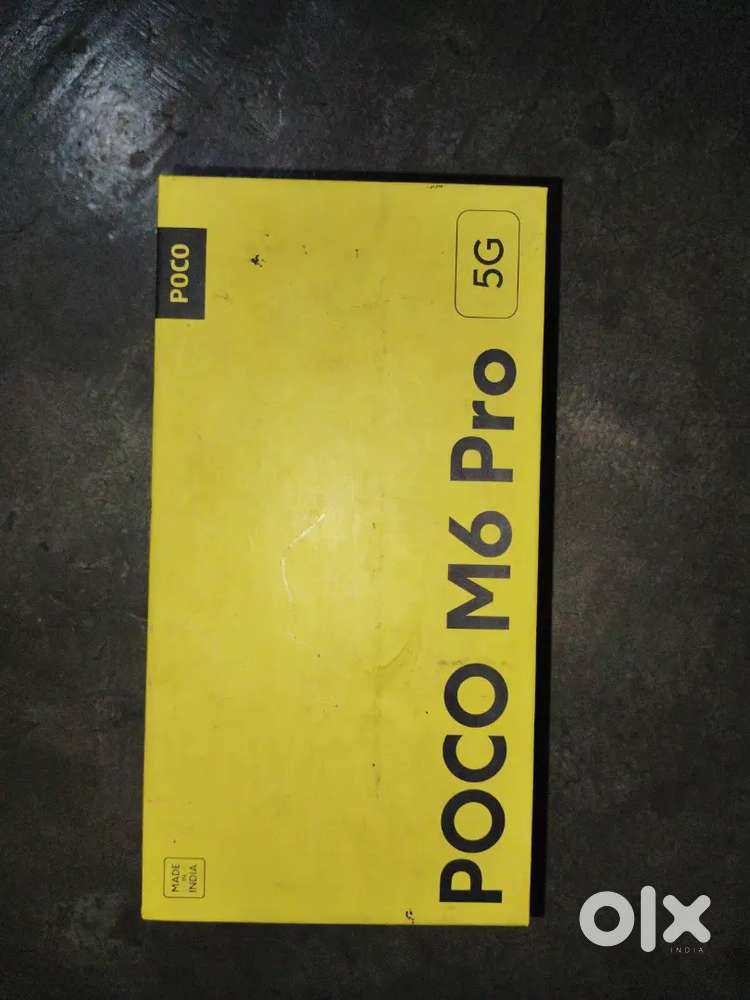 POCO
POCO M6 Pro 5G
MADE
IN
INDIA
olx
INDIA